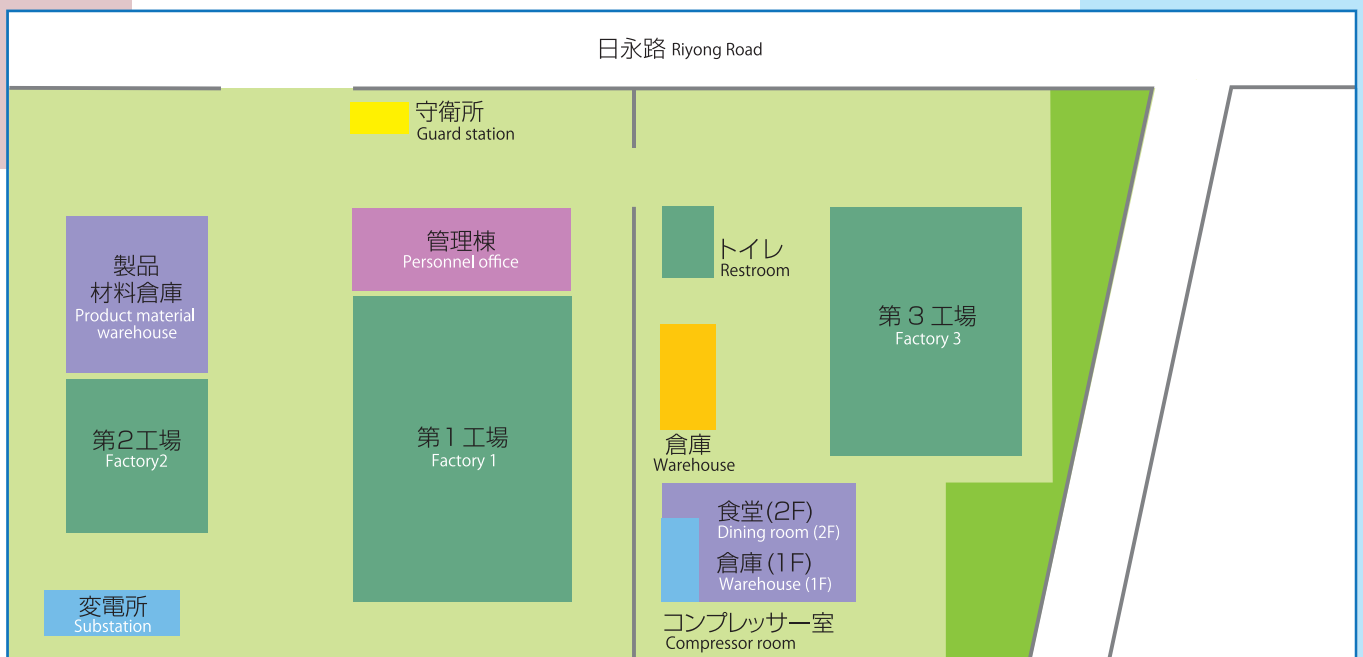 日永路 Riyong Road
守衛所
Guard station
管理棟
Personnel office
トイレ
Restroom
製品
材料倉庫
Product material
warehouse
第3工場
Factory 3
第2工場
Factory2
第1工場
Factory 1
倉庫
Warehouse
食堂(2F)
Dining room (2F)
倉庫(1F)
Warehouse (1F)
変電所
Substation
コンプレッサー室
Compressor room